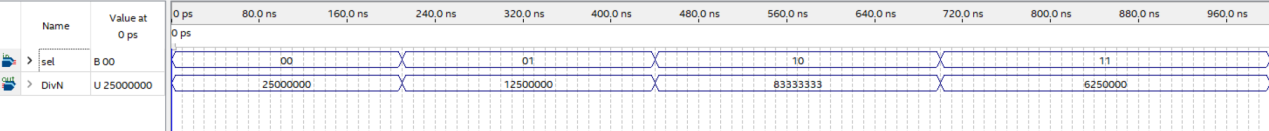 Name
Value at
0 ps
0 ps 80.0 ns 160.0 ns 240.0 ns 320.0 ns 400.0 ns 480.0 ns 560.0 ns 640.0 ns 720.0 ns 800.0 ns 880.0 ns 960.0 ns
0 ps
in > sel B 00 00 01 10 11
out > DivN U 25000000 25000000 12500000 83333333 6250000